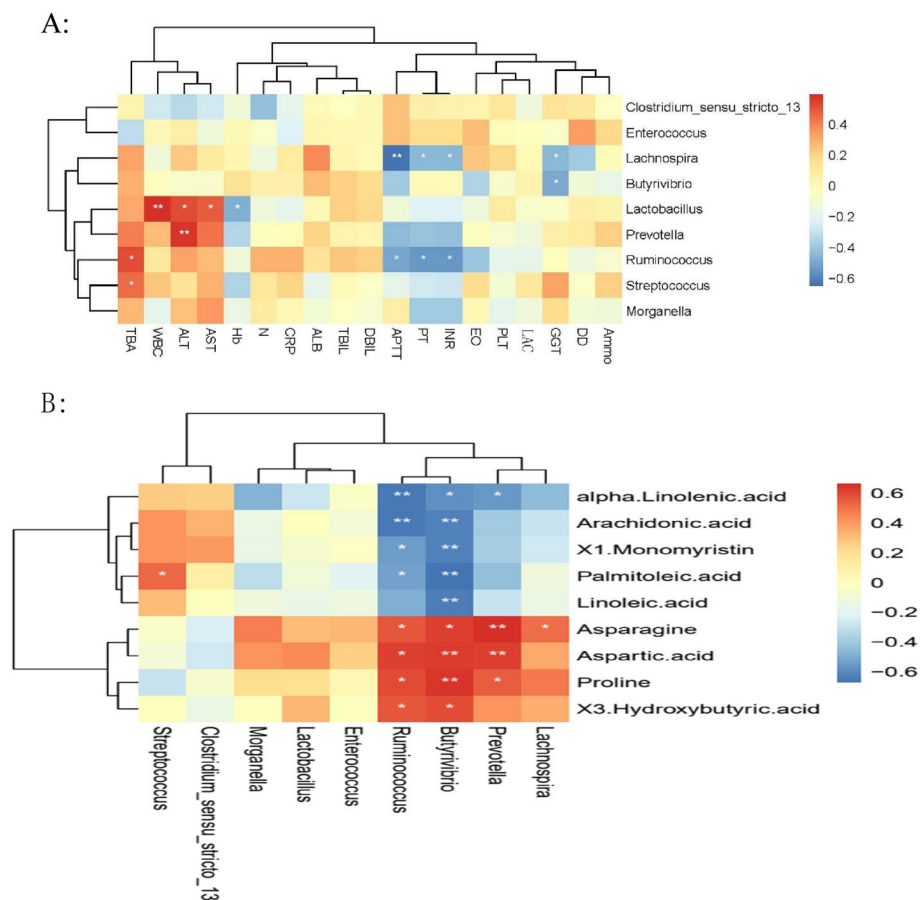 A:
Clostridium_sensu_stricto_13
Enterococcus
Lachnospira
Butyrivibrio
Lactobacillus
Prevotella
Ruminococcus
Streptococcus
Morganella
0.4
0.2
0
−0.2
−0.4
−0.6
** * * *
*
** * * *
**
* * * *
*
TBA WBC ALT AST Hb N CRP ALB TBIL DBIL APTT PT INR EO PLT LAC GGT DD Ammo
B:
** * * alpha.Linolenic.acid
** ** Arachidonic.acid
* ** X1.Monomyristin
* * ** Palmitoleic.acid
** Linoleic.acid
* * ** * Asparagine
* ** ** Aspartic.acid
* ** * Proline
* * X3.Hydroxybutyric.acid
0.6
0.4
0.2
0
−0.2
−0.4
−0.6
Streptococcus
Clostridium_sensu_stricto_13
Morganella
Lactobacillus
Enterococcus
Ruminococcus
Butyrivibrio
Prevotella
Lachnospira